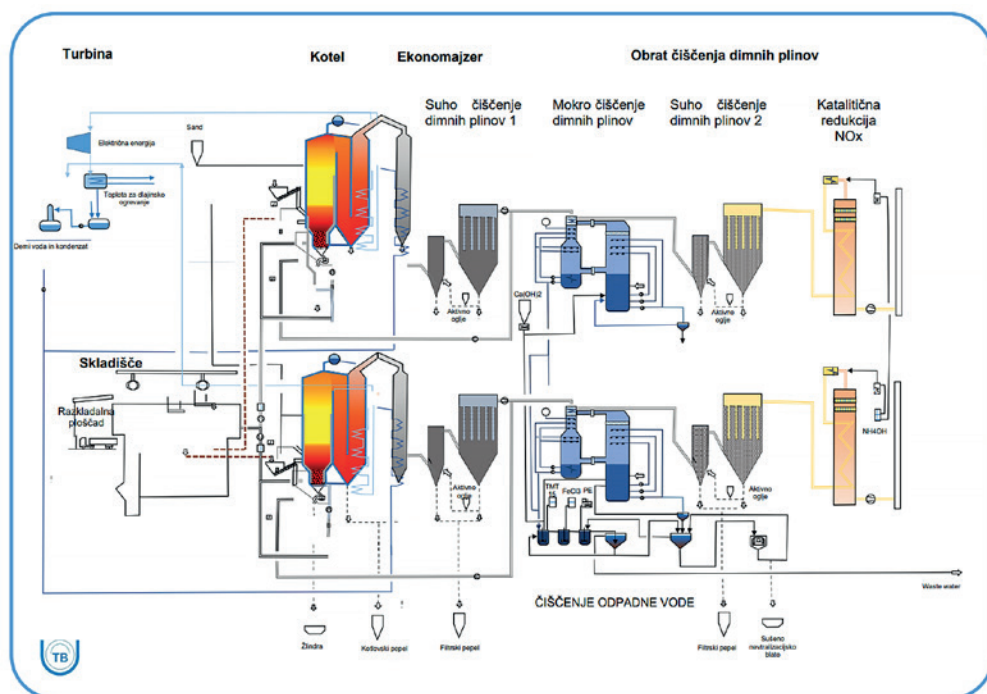 Turbina
Kotel
Ekonomajzer
Obrat čiščenja dimnih plinov
Suho čiščenje
dimnih plinov 1
Mokro čiščenje
dimnih plinov
Suho čiščenje
dimnih plinov 2
Katalitična
redukcija
NOx
Sand
Električna energija
Toplota za dlajinsko
ogrevanje
Demi voda in kondenzat
Ca(OH)2
Aktivno
oglje
Aktivno
oglje
Skladišče
Razkladalna
ploščad
NH4OH
Aktivno
oglje
TMT
15
FeCl3
PE
Aktivno
oglje
Waste water
ČIŠČENJE ODPADNE VODE
Žlindra
Kotlovski pepel
Filtrski pepel
Filtrski pepel
Sušeno
nevtralizacijsko
blato
TB